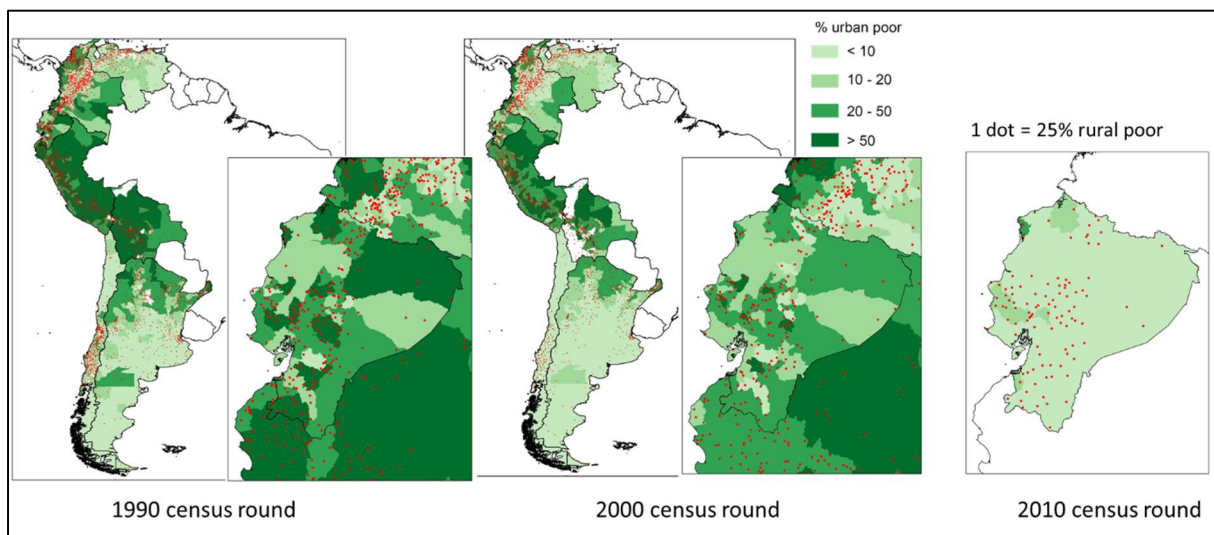 % urban poor
< 10
10 - 20
20 - 50
> 50
1 dot = 25% rural poor
1990 census round
2000 census round
2010 census round